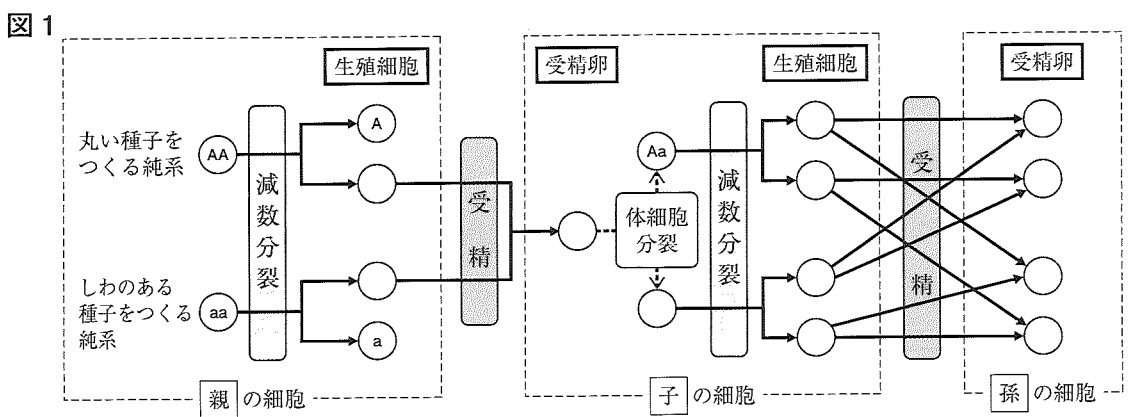 図1
生殖細胞
受精卵
生殖細胞
受精卵
丸い種子を
つくる純系
AA
A
減数分裂
受精
Aa
体細胞
分裂
減数分裂
受精
しわのある
種子をつくる
純系
aa
a
親の細胞
子の細胞
孫の細胞